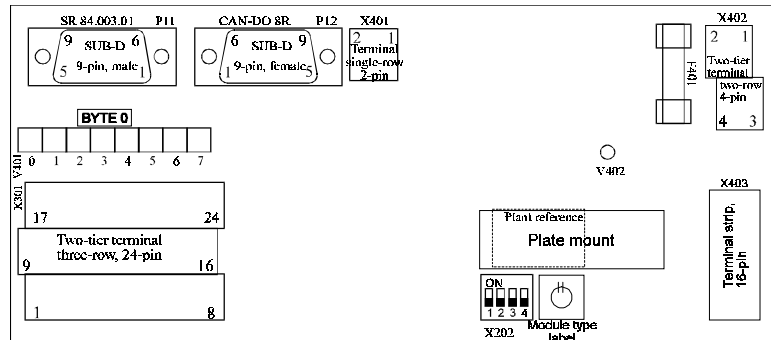 SR 84.003.01 P11
9 SUB-D 6
9-pin, male
5 1
CAN-DO 8R P12
6 SUB-D 9
9-pin, female
1 5
X401
2 1
Terminal
single-row
2-pin
F401
X402
2 1
Two-tier
terminal
two-row
4-pin
4 3
BYTE 0
V401
0 1 2 3 4 5 6 7
V402
X301
17 24
Two-tier terminal
three-row, 24-pin
9 16
1 8
Plant reference
Plate mount
ON
1 2 3 4
X202
Module type
label
X403
Terminal strip,
16-pin